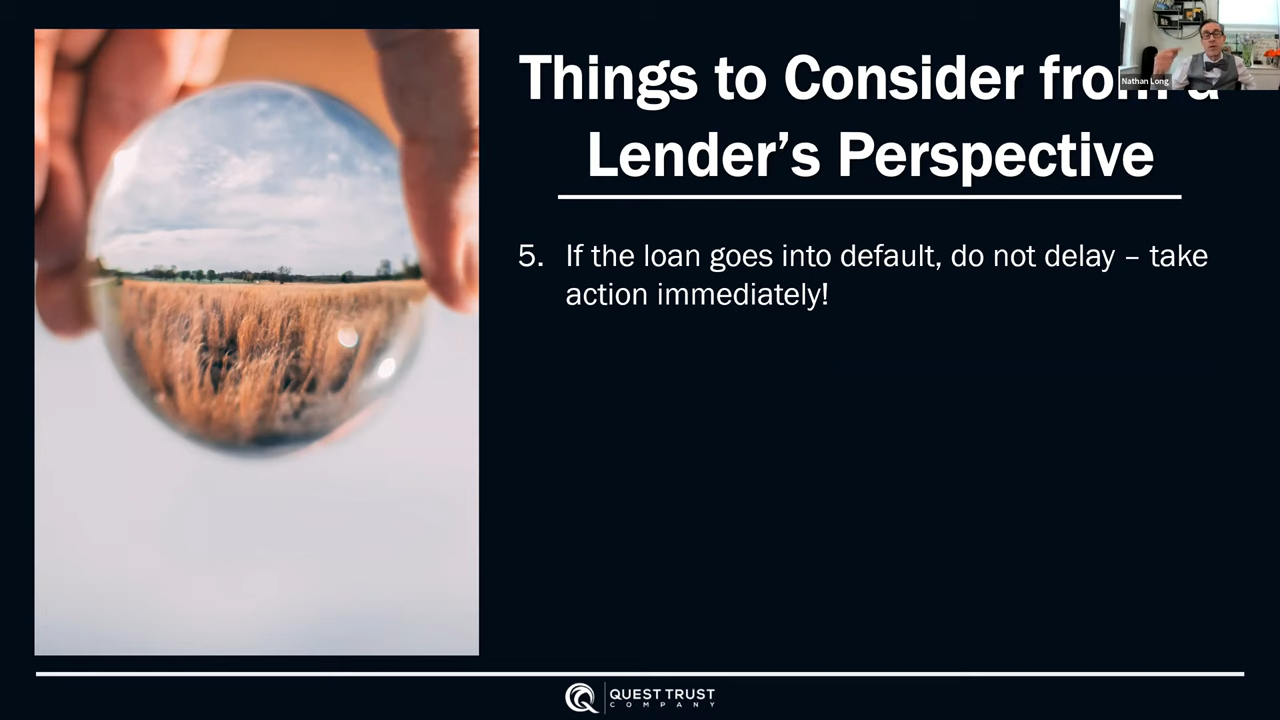 Things to Consider from a
Lender's Perspective
Nathan Long
5. If the loan goes into default, do not delay – take
action immediately!
QUEST TRUST
COMPANY